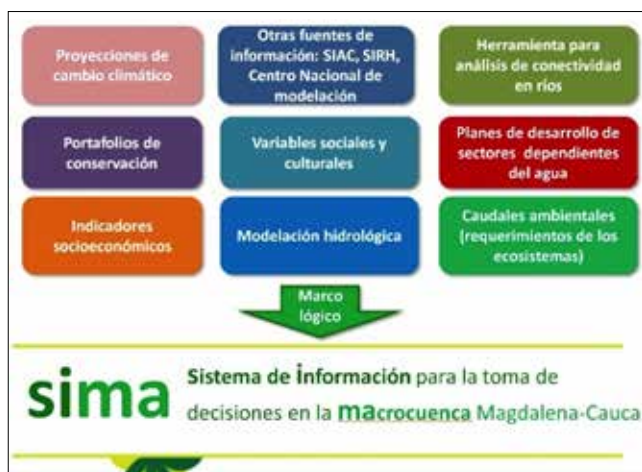 Proyecciones de
cambio climático
Otras fuentes de
información: SIAC, SIRH,
Centro Nacional de
modelación
Herramienta para
análisis de conectividad
en ríos
Portafolios de
conservación
Variables sociales y
culturales
Planes de desarrollo de
sectores dependientes
del agua
Indicadores
socioeconómicos
Modelación hidrológica
Caudales ambientales
(requerimientos de los
ecosistemas)
Marco
lógico
sima
Sistema de información para la toma de
decisiones en la macrocuenca Magdalena-Cauca